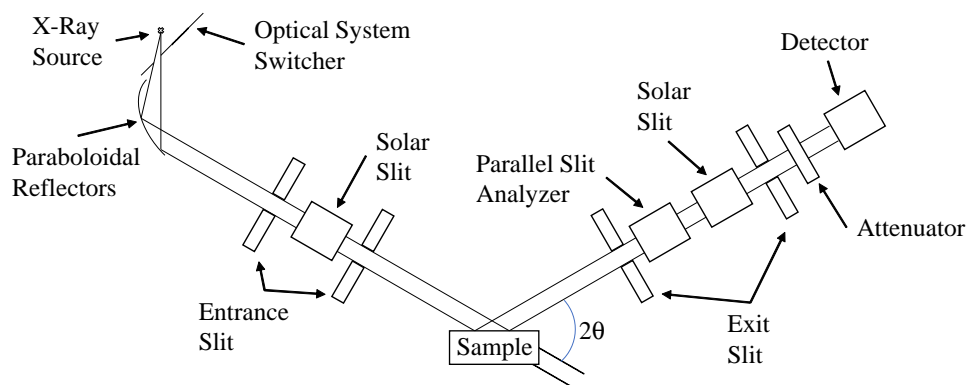 X-Ray
Source
Optical System
Switcher
Paraboloidal
Reflectors
Solar
Slit
Entrance
Slit
Sample
2θ
Parallel Slit
Analyzer
Solar
Slit
Detector
Attenuator
Exit
Slit